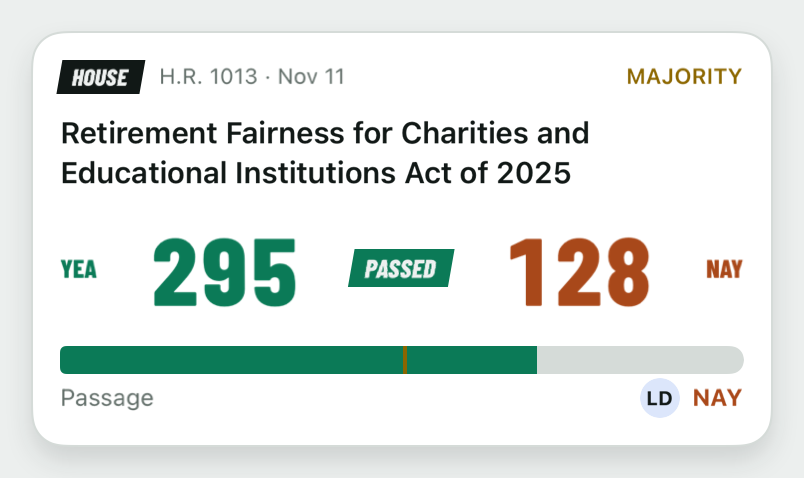 HOUSE H.R. 1013 · Nov 11 MAJORITY
Retirement Fairness for Charities and
Educational Institutions Act of 2025
YEA 295 PASSED 128 NAY
Passage LD NAY